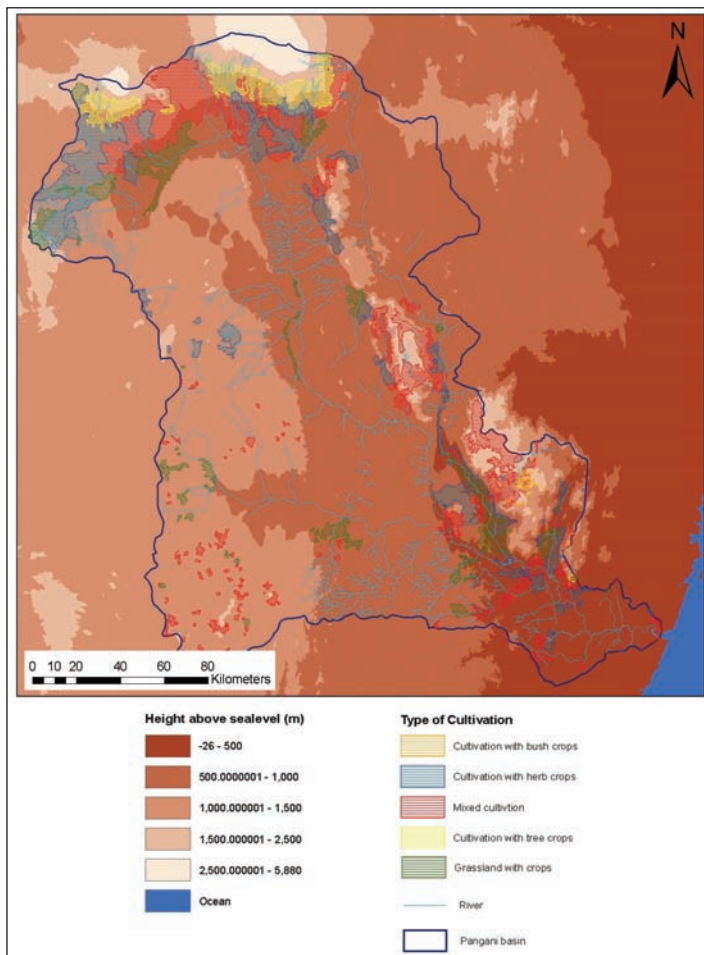 N
0 10 20 40 60 80
Kilometers
Height above sealevel (m)
-26 - 500
500.0000001 - 1,000
1,000.000001 - 1,500
1,500.000001 - 2,500
2,500.000001 - 5,880
Ocean
Type of Cultivation
Cultivation with bush crops
Cultivation with herb crops
Mixed cultivtion
Cultivation with tree crops
Grassland with crops
River
Pangani basin